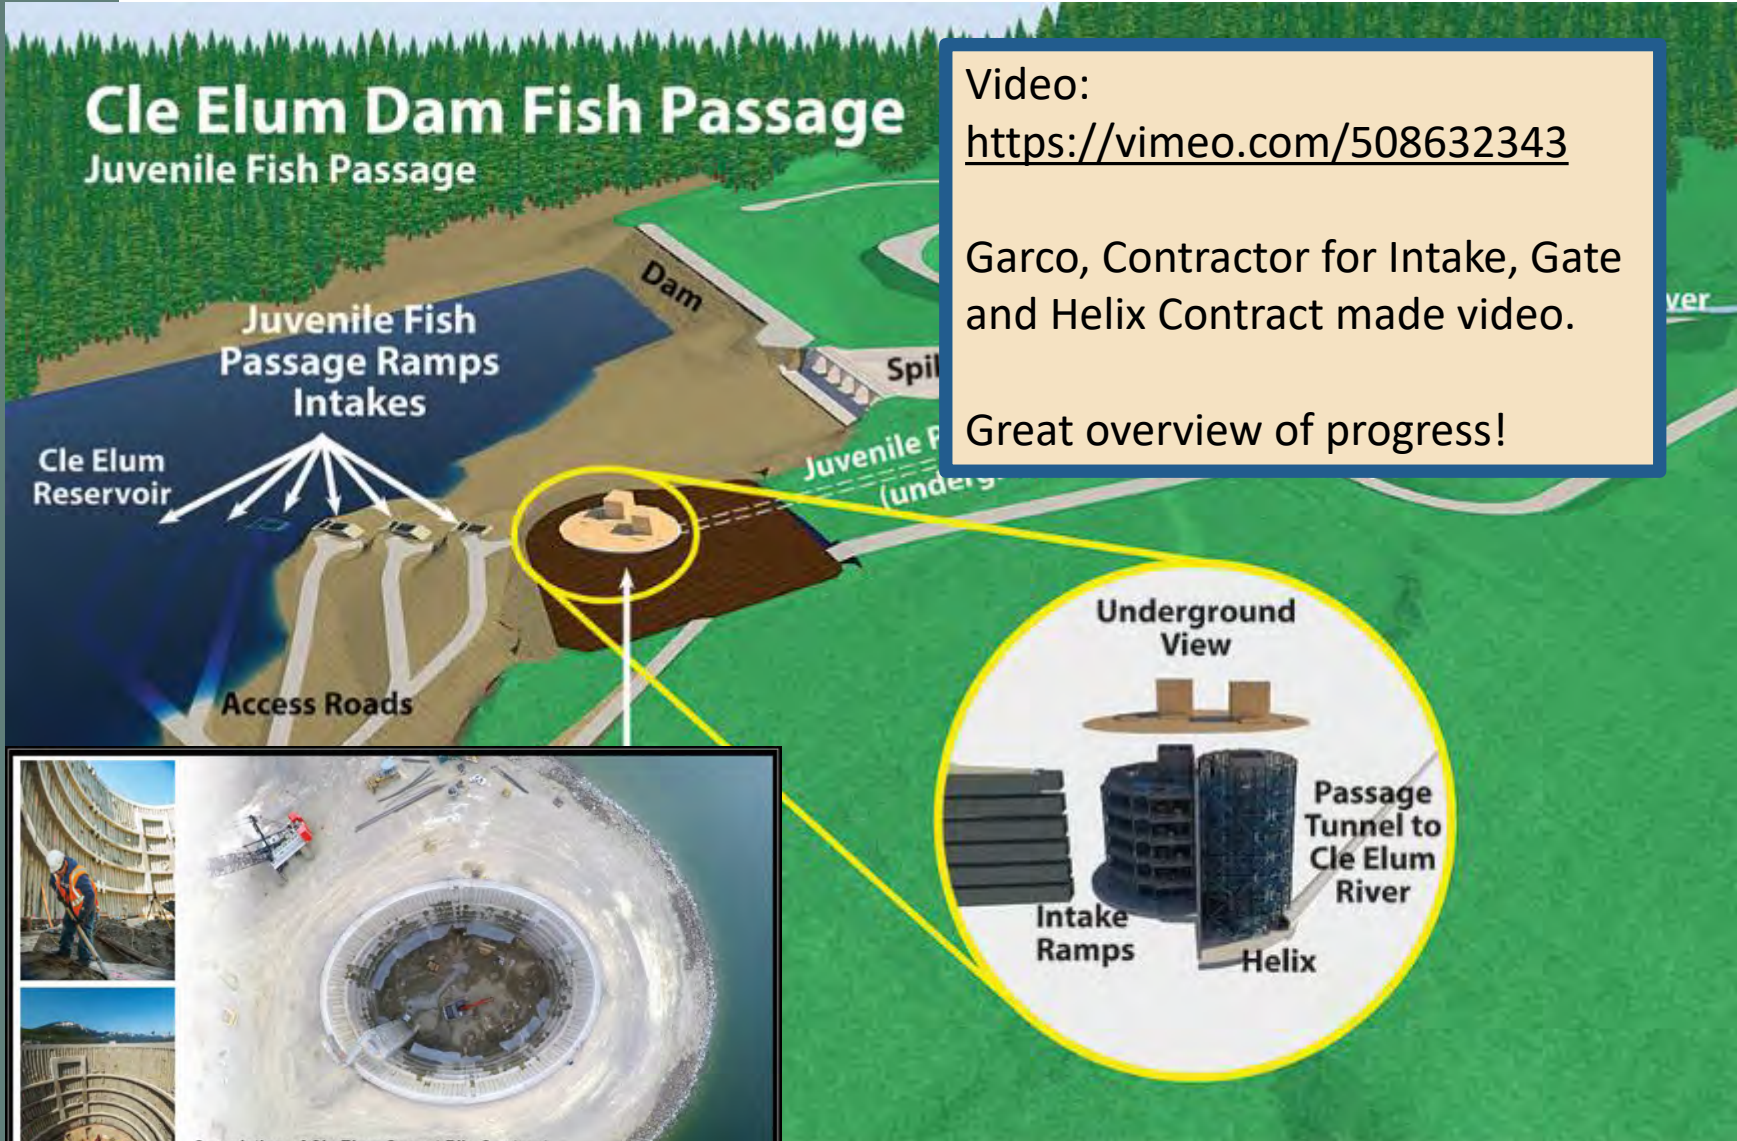 Cle Elum Dam Fish Passage
Juvenile Fish Passage
Video:
https://vimeo.com/508632343
Garco, Contractor for Intake, Gate
and Helix Contract made video.
Great overview of progress!
Dam
Juvenile Fish
Passage Ramps
Intakes
Cle Elum
Reservoir
Juvenile
Access Roads
Underground
View
Passage
Tunnel to
Cle Elum
River
Intake
Ramps
Helix